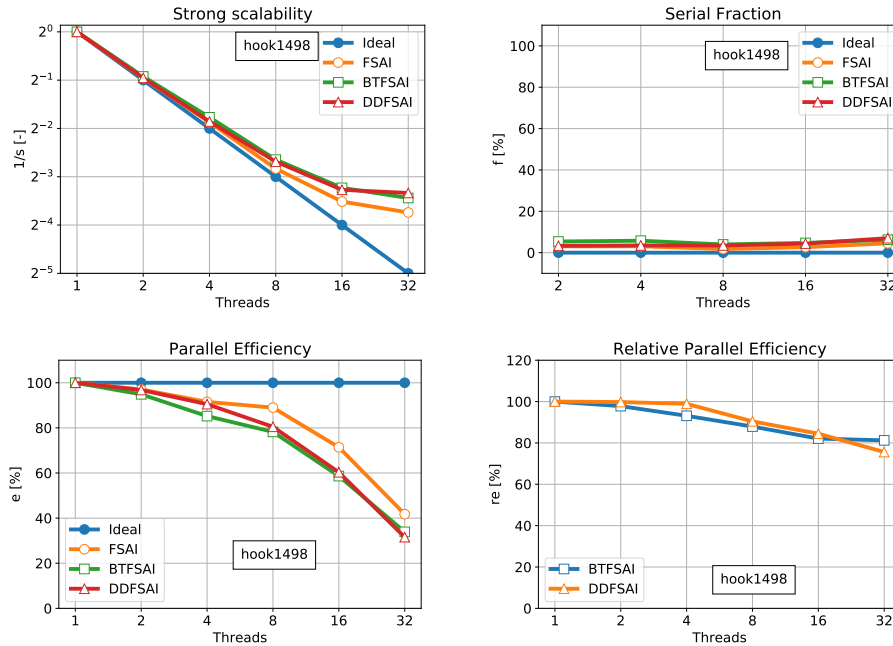 Strong scalability
hook1498
Ideal
FSAI
BTFSAI
DDFSAI
2^0
2^−1
2^−2
2^−3
2^−4
2^−5
1/s [-]
1 2 4 8 16 32
Threads
Serial Fraction
hook1498
Ideal
FSAI
BTFSAI
DDFSAI
100
80
60
40
20
0
f [%]
2 4 8 16 32
Threads
Parallel Efficiency
100
80
60
40
20
0
e [%]
Ideal
FSAI
BTFSAI
DDFSAI
hook1498
1 2 4 8 16 32
Threads
Relative Parallel Efficiency
120
100
80
60
40
20
0
re [%]
BTFSAI
DDFSAI
hook1498
1 2 4 8 16 32
Threads